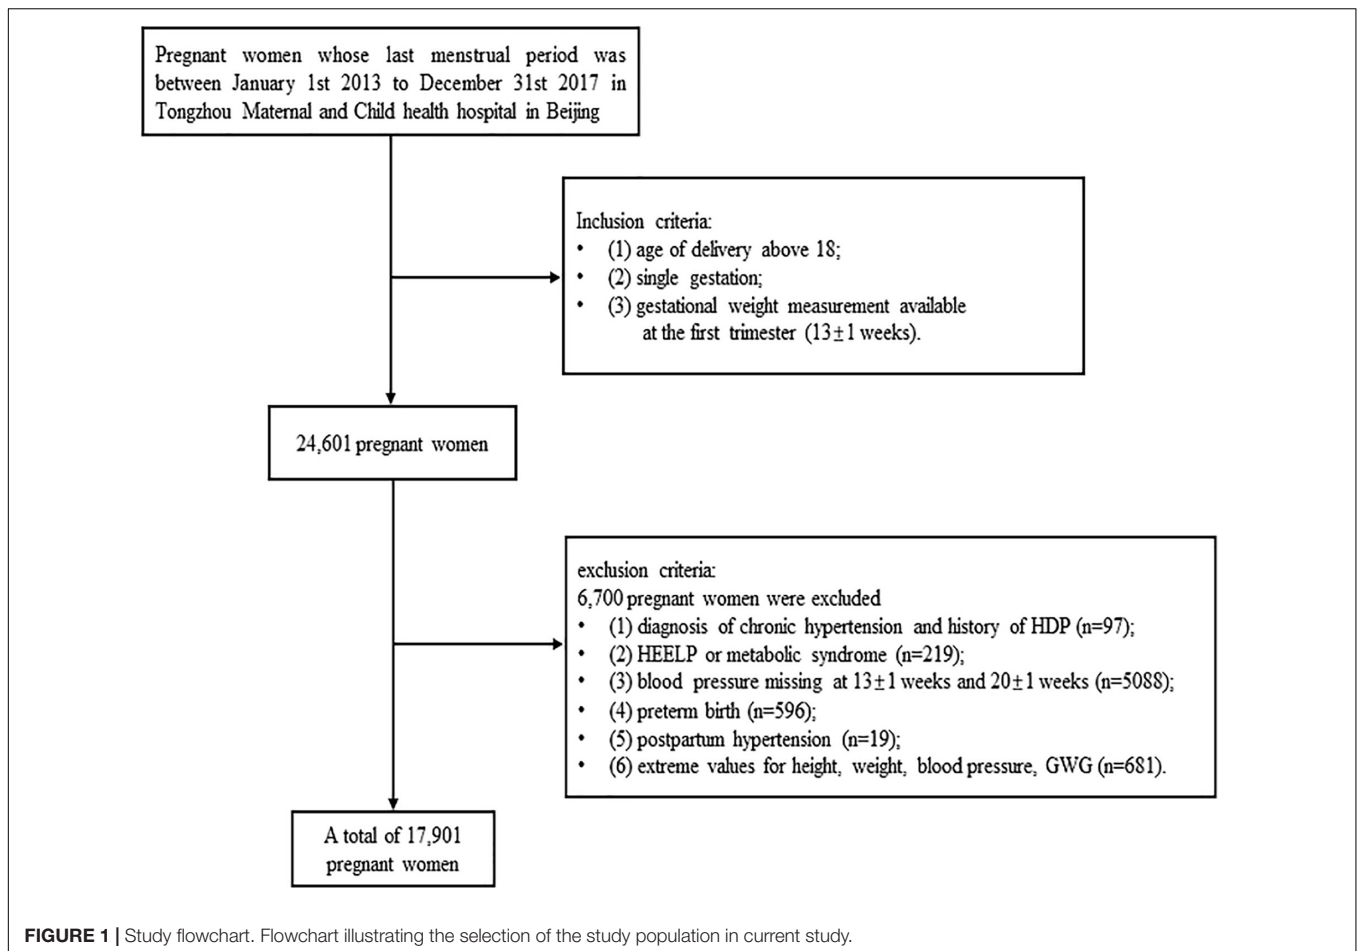 Pregnant women whose last menstrual period was
between January 1st 2013 to December 31st 2017 in
Tongzhou Maternal and Child health hospital in Beijing
Inclusion criteria:
• (1) age of delivery above 18;
• (2) single gestation;
• (3) gestational weight measurement available
at the first trimester (13±1 weeks).
24,601 pregnant women
exclusion criteria:
6,700 pregnant women were excluded
• (1) diagnosis of chronic hypertension and history of HDP (n=97);
• (2) HEELP or metabolic syndrome (n=219);
• (3) blood pressure missing at 13±1 weeks and 20±1 weeks (n=5088);
• (4) preterm birth (n=596);
• (5) postpartum hypertension (n=19);
• (6) extreme values for height, weight, blood pressure, GWG (n=681).
A total of 17,901
pregnant women
FIGURE 1 | Study flowchart. Flowchart illustrating the selection of the study population in current study.